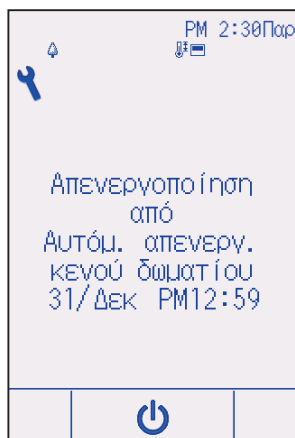 PM 2:30Παρ
Απενεργοποίηση
από
Αυτόμ. απενεργ.
κενού δωματίου
31/Δεκ PM12:59